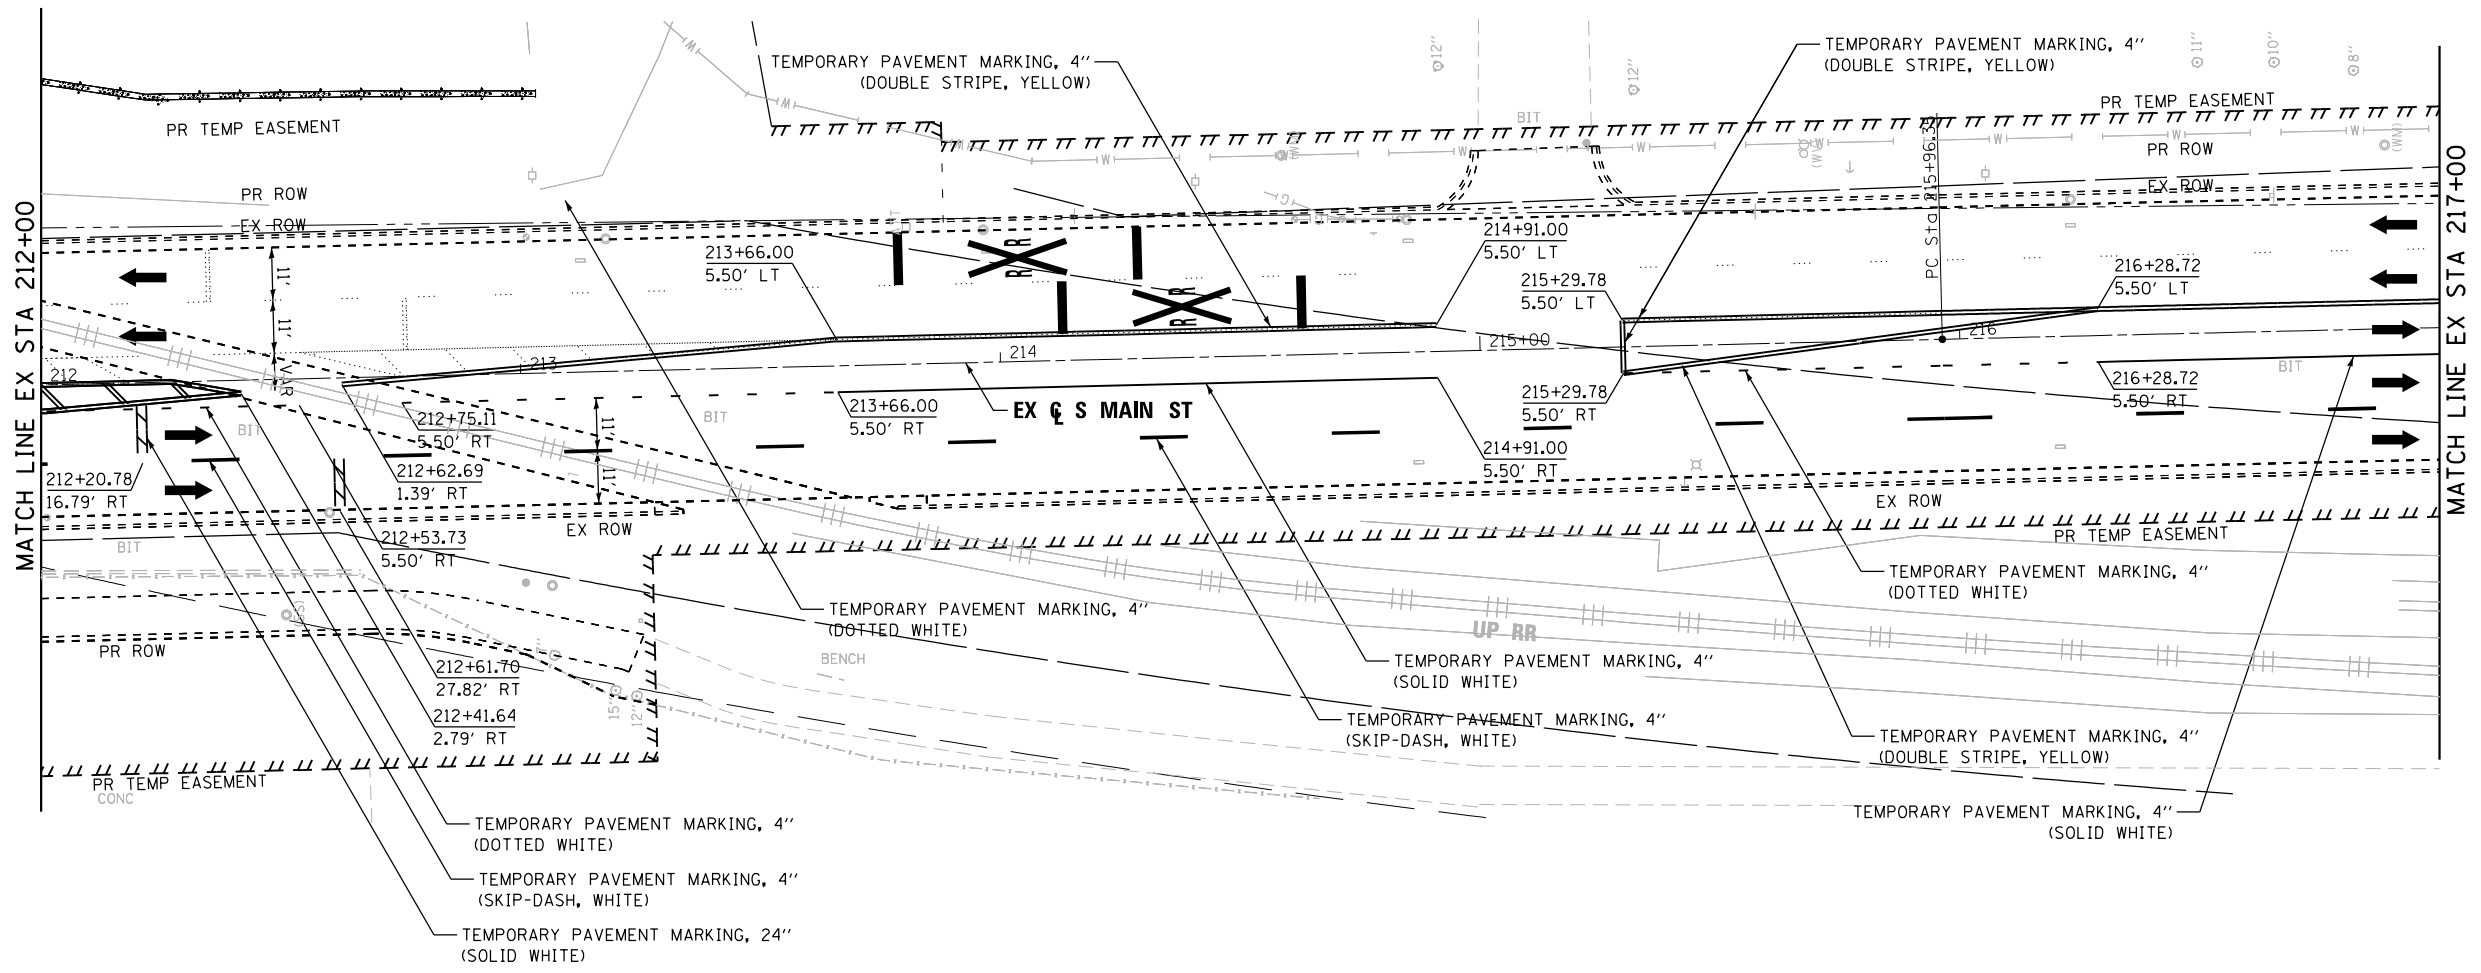 MATCH LINE EX STA 212+00
MATCH LINE EX STA 217+00
TEMPORARY PAVEMENT MARKING, 4''
(DOUBLE STRIPE, YELLOW)
TEMPORARY PAVEMENT MARKING, 4''
(DOUBLE STRIPE, YELLOW)
12''
12''
11''
10''
8''
PR TEMP EASEMENT
PR TEMP EASEMENT
BIT
W
W
W
W
W
W
W
W
W
W
W
(WM)
PR ROW
PR ROW
EX ROW
EX ROW
PC Sta 215+96.35
G
R
R
R
R
213+66.00
5.50' LT
214+91.00
5.50' LT
215+29.78
5.50' LT
216+28.72
5.50' LT
11'
11'
VAR
212
213
214
215+00
216
EX ℄ S MAIN ST
BIT
BIT
BIT
212+75.11
5.50' RT
213+66.00
5.50' RT
215+29.78
5.50' RT
216+28.72
5.50' RT
11'
11'
212+62.69
1.39' RT
214+91.00
5.50' RT
212+20.78
16.79' RT
EX ROW
EX ROW
212+53.73
5.50' RT
BIT
PR TEMP EASEMENT
TEMPORARY PAVEMENT MARKING, 4''
(DOTTED WHITE)
TEMPORARY PAVEMENT MARKING, 4''
(DOTTED WHITE)
UP RR
PR ROW
BENCH
212+61.70
27.82' RT
TEMPORARY PAVEMENT MARKING, 4''
(SOLID WHITE)
15''
12''
212+41.64
2.79' RT
TEMPORARY PAVEMENT MARKING, 4''
(SKIP-DASH, WHITE)
TEMPORARY PAVEMENT MARKING, 4''
(DOUBLE STRIPE, YELLOW)
PR TEMP EASEMENT
CONC
TEMPORARY PAVEMENT MARKING, 4''
(SOLID WHITE)
TEMPORARY PAVEMENT MARKING, 4''
(DOTTED WHITE)
TEMPORARY PAVEMENT MARKING, 4''
(SKIP-DASH, WHITE)
TEMPORARY PAVEMENT MARKING, 24''
(SOLID WHITE)